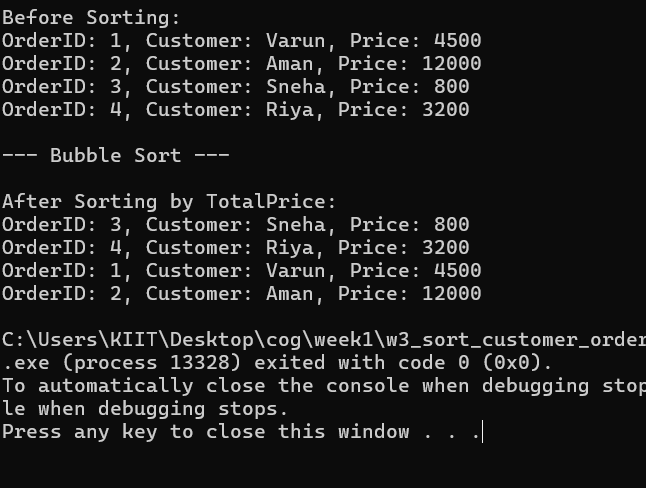 Before Sorting:
OrderID: 1, Customer: Varun, Price: 4500
OrderID: 2, Customer: Aman, Price: 12000
OrderID: 3, Customer: Sneha, Price: 800
OrderID: 4, Customer: Riya, Price: 3200
--- Bubble Sort ---
After Sorting by TotalPrice:
OrderID: 3, Customer: Sneha, Price: 800
OrderID: 4, Customer: Riya, Price: 3200
OrderID: 1, Customer: Varun, Price: 4500
OrderID: 2, Customer: Aman, Price: 12000
C:\Users\KIIT\Desktop\cog\week1\w3_sort_customer_order
.exe (process 13328) exited with code 0 (0x0).
To automatically close the console when debugging stop
le when debugging stops.
Press any key to close this window . . .